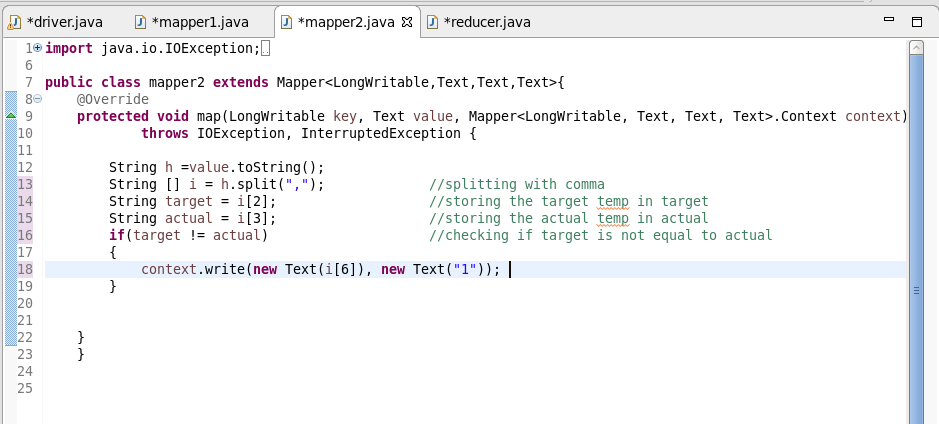 *driver.java *mapper1.java *mapper2.java *reducer.java
1 import java.io.IOException;
6
7 public class mapper2 extends Mapper<LongWritable,Text,Text,Text>{
8 @Override
9 protected void map(LongWritable key, Text value, Mapper<LongWritable, Text, Text, Text>.Context context)
10 throws IOException, InterruptedException {
11
12 String h =value.toString();
13 String [] i = h.split(","); //splitting with comma
14 String target = i[2]; //storing the target temp in target
15 String actual = i[3]; //storing the actual temp in actual
16 if(target != actual) //checking if target is not equal to actual
17 {
18 context.write(new Text(i[6]), new Text("1"));
19 }
20
21
22 }
23 }
24
25